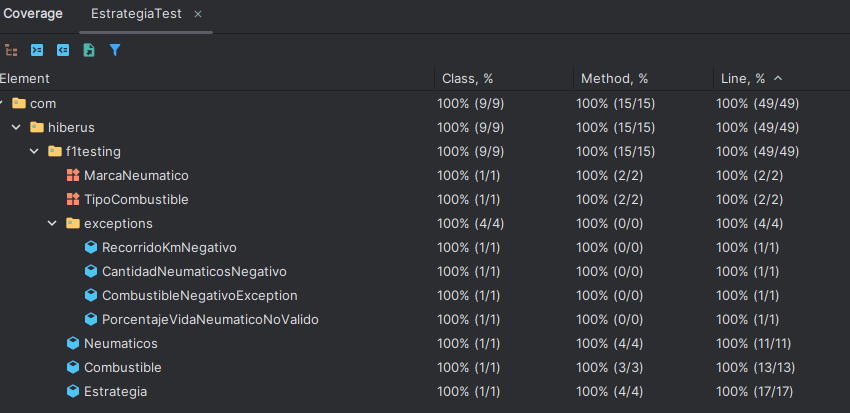 Coverage EstrategiaTest ×
Element Class, % Method, % Line, %
com 100% (9/9) 100% (15/15) 100% (49/49)
hiberus 100% (9/9) 100% (15/15) 100% (49/49)
f1testing 100% (9/9) 100% (15/15) 100% (49/49)
MarcaNeumatico 100% (1/1) 100% (2/2) 100% (2/2)
TipoCombustible 100% (1/1) 100% (2/2) 100% (2/2)
exceptions 100% (4/4) 100% (0/0) 100% (4/4)
RecorridoKmNegativo 100% (1/1) 100% (0/0) 100% (1/1)
CantidadNeumaticosNegativo 100% (1/1) 100% (0/0) 100% (1/1)
CombustibleNegativoException 100% (1/1) 100% (0/0) 100% (1/1)
PorcentajeVidaNeumaticoNoValido 100% (1/1) 100% (0/0) 100% (1/1)
Neumaticos 100% (1/1) 100% (4/4) 100% (11/11)
Combustible 100% (1/1) 100% (3/3) 100% (13/13)
Estrategia 100% (1/1) 100% (4/4) 100% (17/17)